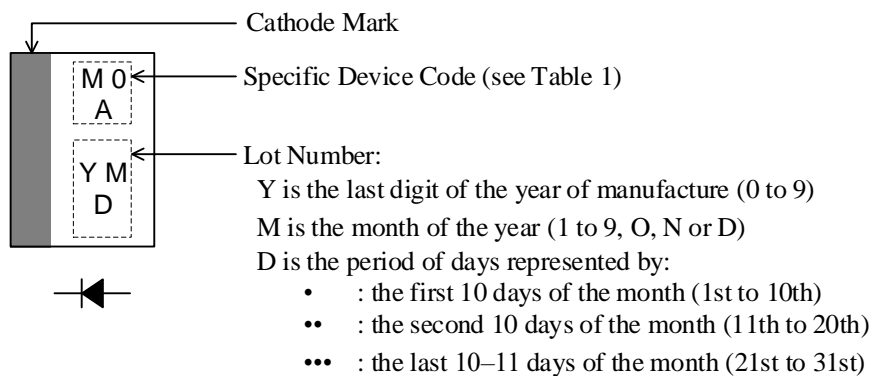 Cathode Mark
M 0
A
Specific Device Code (see Table 1)
Y M
D
Lot Number:
Y is the last digit of the year of manufacture (0 to 9)
M is the month of the year (1 to 9, O, N or D)
D is the period of days represented by:
• : the first 10 days of the month (1st to 10th)
•• : the second 10 days of the month (11th to 20th)
••• : the last 10–11 days of the month (21st to 31st)